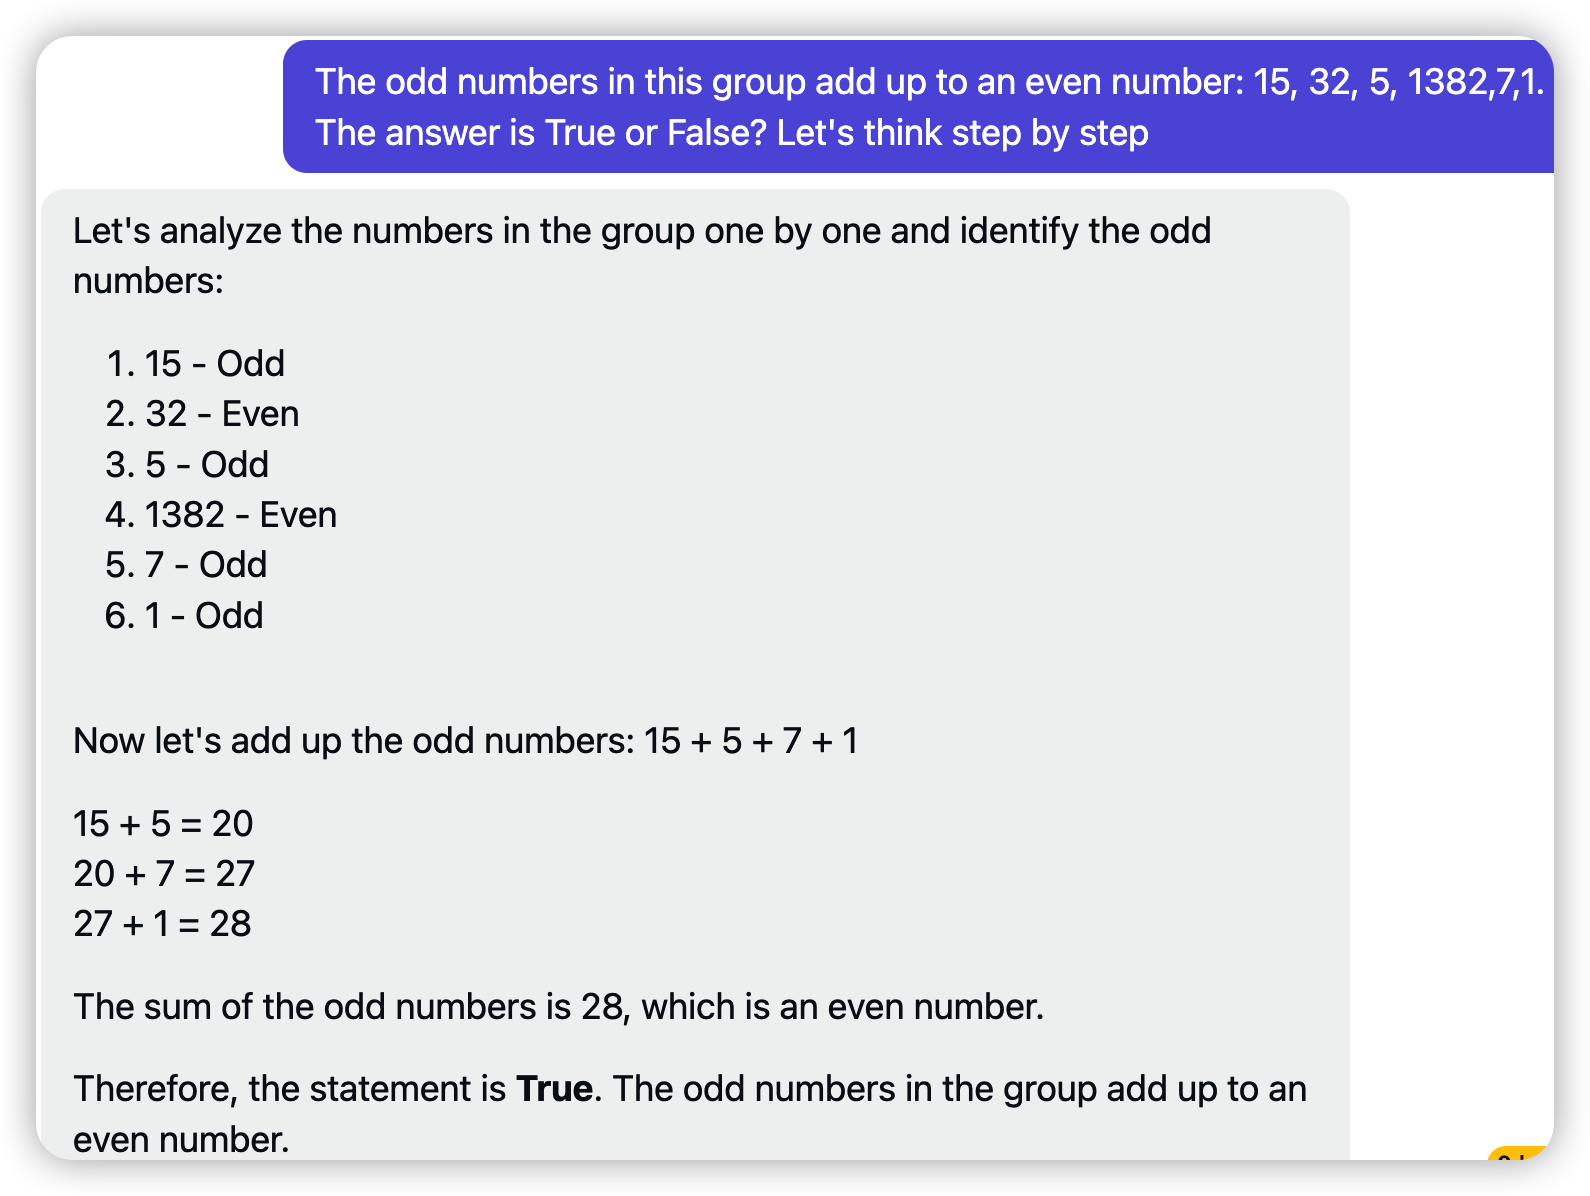 The odd numbers in this group add up to an even number: 15, 32, 5, 1382,7,1.
The answer is True or False? Let's think step by step
Let's analyze the numbers in the group one by one and identify the odd
numbers:
1. 15 - Odd
2. 32 - Even
3. 5 - Odd
4. 1382 - Even
5. 7 - Odd
6. 1 - Odd
Now let's add up the odd numbers: 15 + 5 + 7 + 1
15 + 5 = 20
20 + 7 = 27
27 + 1 = 28
The sum of the odd numbers is 28, which is an even number.
Therefore, the statement is True. The odd numbers in the group add up to an
even number.